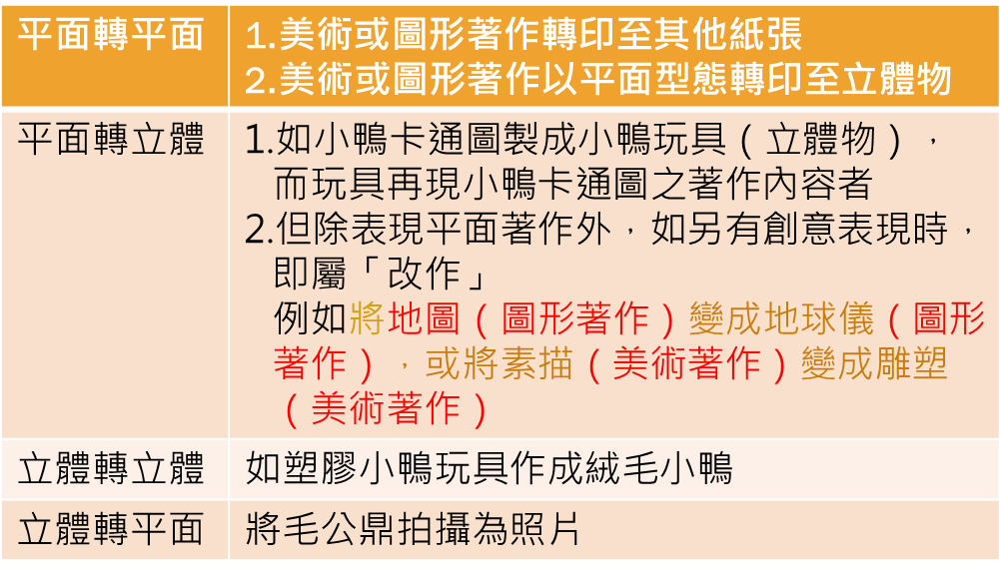 平面轉平面
1.美術或圖形著作轉印至其他紙張
2.美術或圖形著作以平面型態轉印至立體物
平面轉立體
1.如小鴨卡通圖製成小鴨玩具(立體物),
而玩具再現小鴨卡通圖之著作內容者
2.但除表現平面著作外,如另有創意表現時,
即屬「改作」
例如將地圖(圖形著作)變成地球儀(圖形
著作),或將素描(美術著作)變成雕塑
(美術著作)
立體轉立體
如塑膠小鴨玩具作成絨毛小鴨
立體轉平面
將毛公鼎拍攝為照片